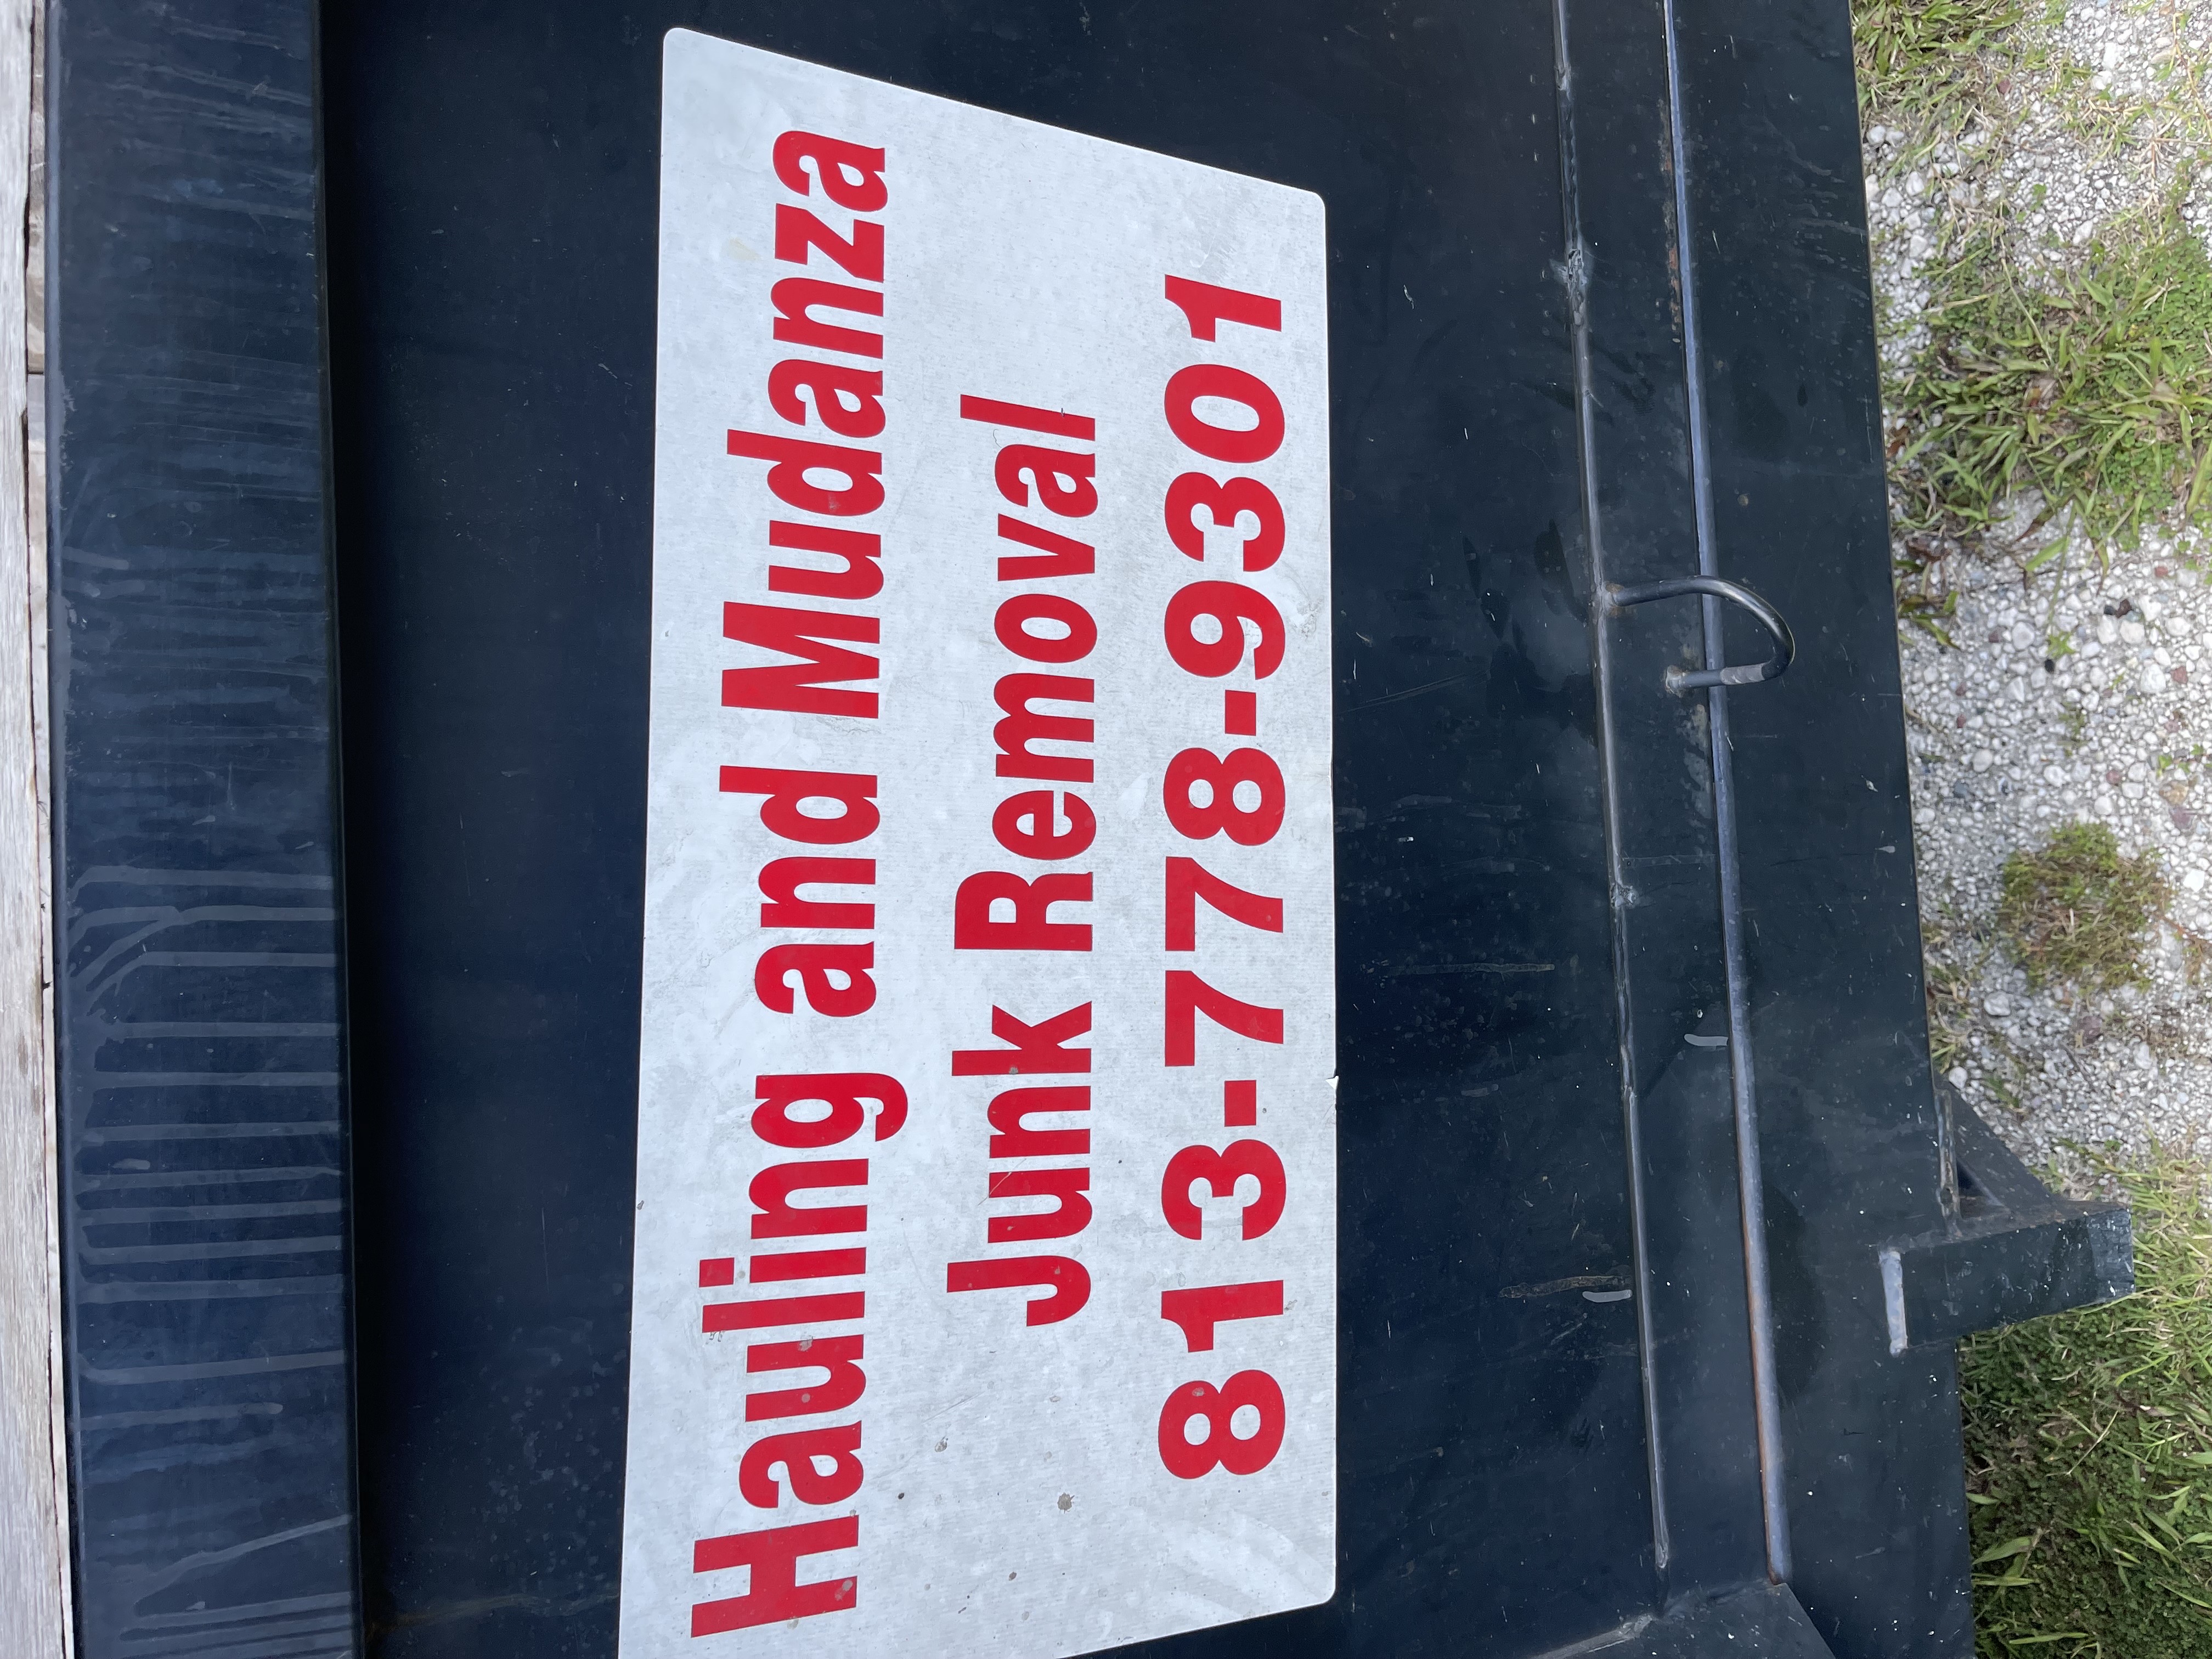 Hauling and Mudanza
Junk Removal
813-778-9301